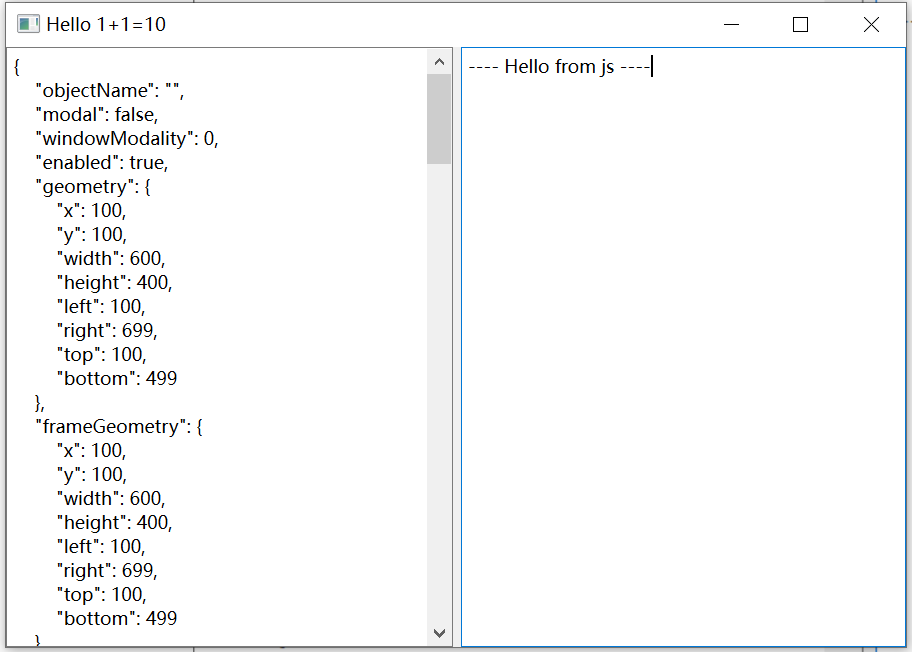 Hello 1+1=10
{
"objectName": "",
"modal": false,
"windowModality": 0,
"enabled": true,
"geometry": {
"x": 100,
"y": 100,
"width": 600,
"height": 400,
"left": 100,
"right": 699,
"top": 100,
"bottom": 499
},
"frameGeometry": {
"x": 100,
"y": 100,
"width": 600,
"height": 400,
"left": 100,
"right": 699,
"top": 100,
"bottom": 499
}
---- Hello from js ----